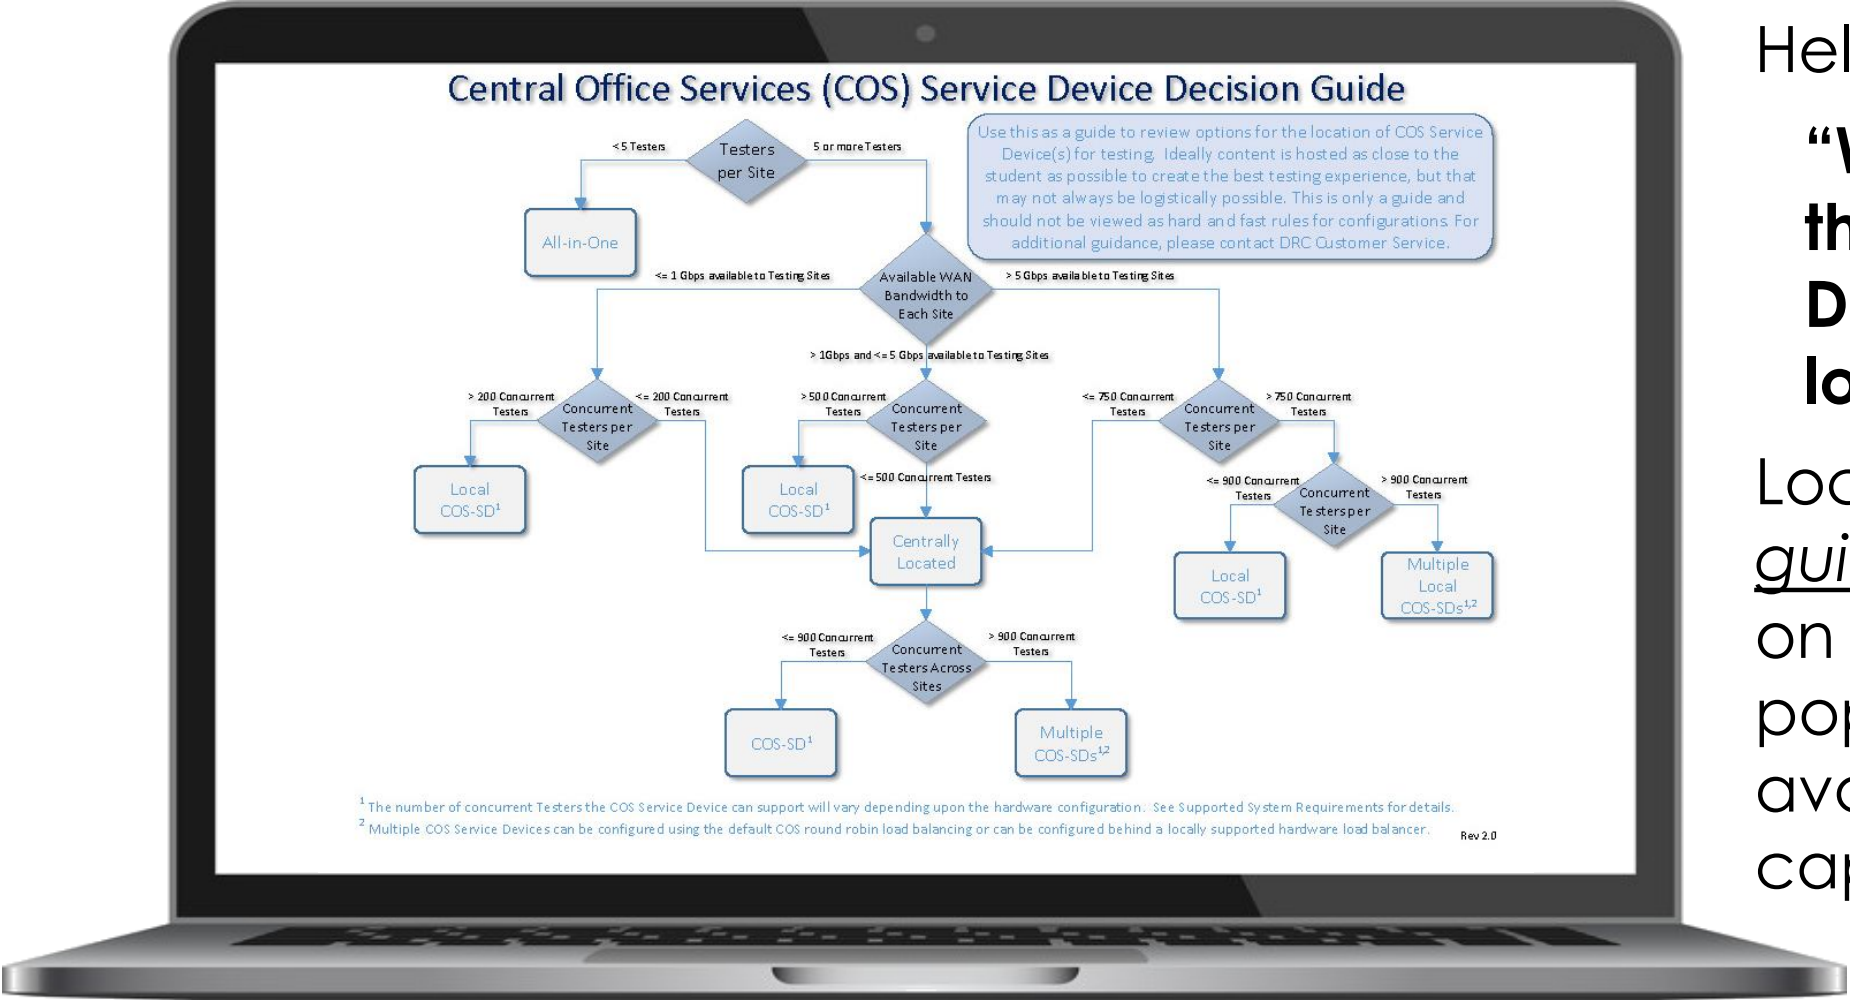 Central Office Services (COS) Service Device Decision Guide
< 5 Testers
Testers
per Site
5 or more Testers
Use this as a guide to review options for the location of COS Service
Device(s) for testing. Ideally content is hosted as close to the
student as possible to create the best testing experience, but that
may not always be logistically possible. This is only a guide and
should not be viewed as hard and fast rules for configurations. For
additional guidance, please contact DRC Customer Service.
All-in-One
<= 1 Gbps available to Testing Sites
Available WAN
Bandwidth to
Each Site
> 5 Gbps available to Testing Sites
> 1Gbps and <= 5 Gbps available to Testing Sites
> 200 Concurrent
Testers
Concurrent
Testers per
Site
<= 200 Concurrent
Testers
> 500 Concurrent
Testers
Concurrent
Testers per
Site
<= 750 Concurrent
Testers
Concurrent
Testers per
Site
> 750 Concurrent
Testers
Local
COS-SD¹
Local
COS-SD¹
<= 500 Concurrent Testers
<= 900 Concurrent
Testers
Concurrent
Testers per
Site
> 900 Concurrent
Testers
Centrally
Located
Local
COS-SD¹
Multiple
Local
COS-SDs¹,²
<= 900 Concurrent
Testers
Concurrent
Testers Across
Sites
> 900 Concurrent
Testers
COS-SD¹
Multiple
COS-SDs¹,²
¹ The number of concurrent Testers the COS Service Device can support will vary depending upon the hardware configuration. See Supported System Requirements for details.
² Multiple COS Service Devices can be configured using the default COS round robin load balancing or can be configured behind a locally supported hardware load balancer.
Rev 2.0
Hel
“W
th
D
lo
Loc
gui
on
pop
ava
cap